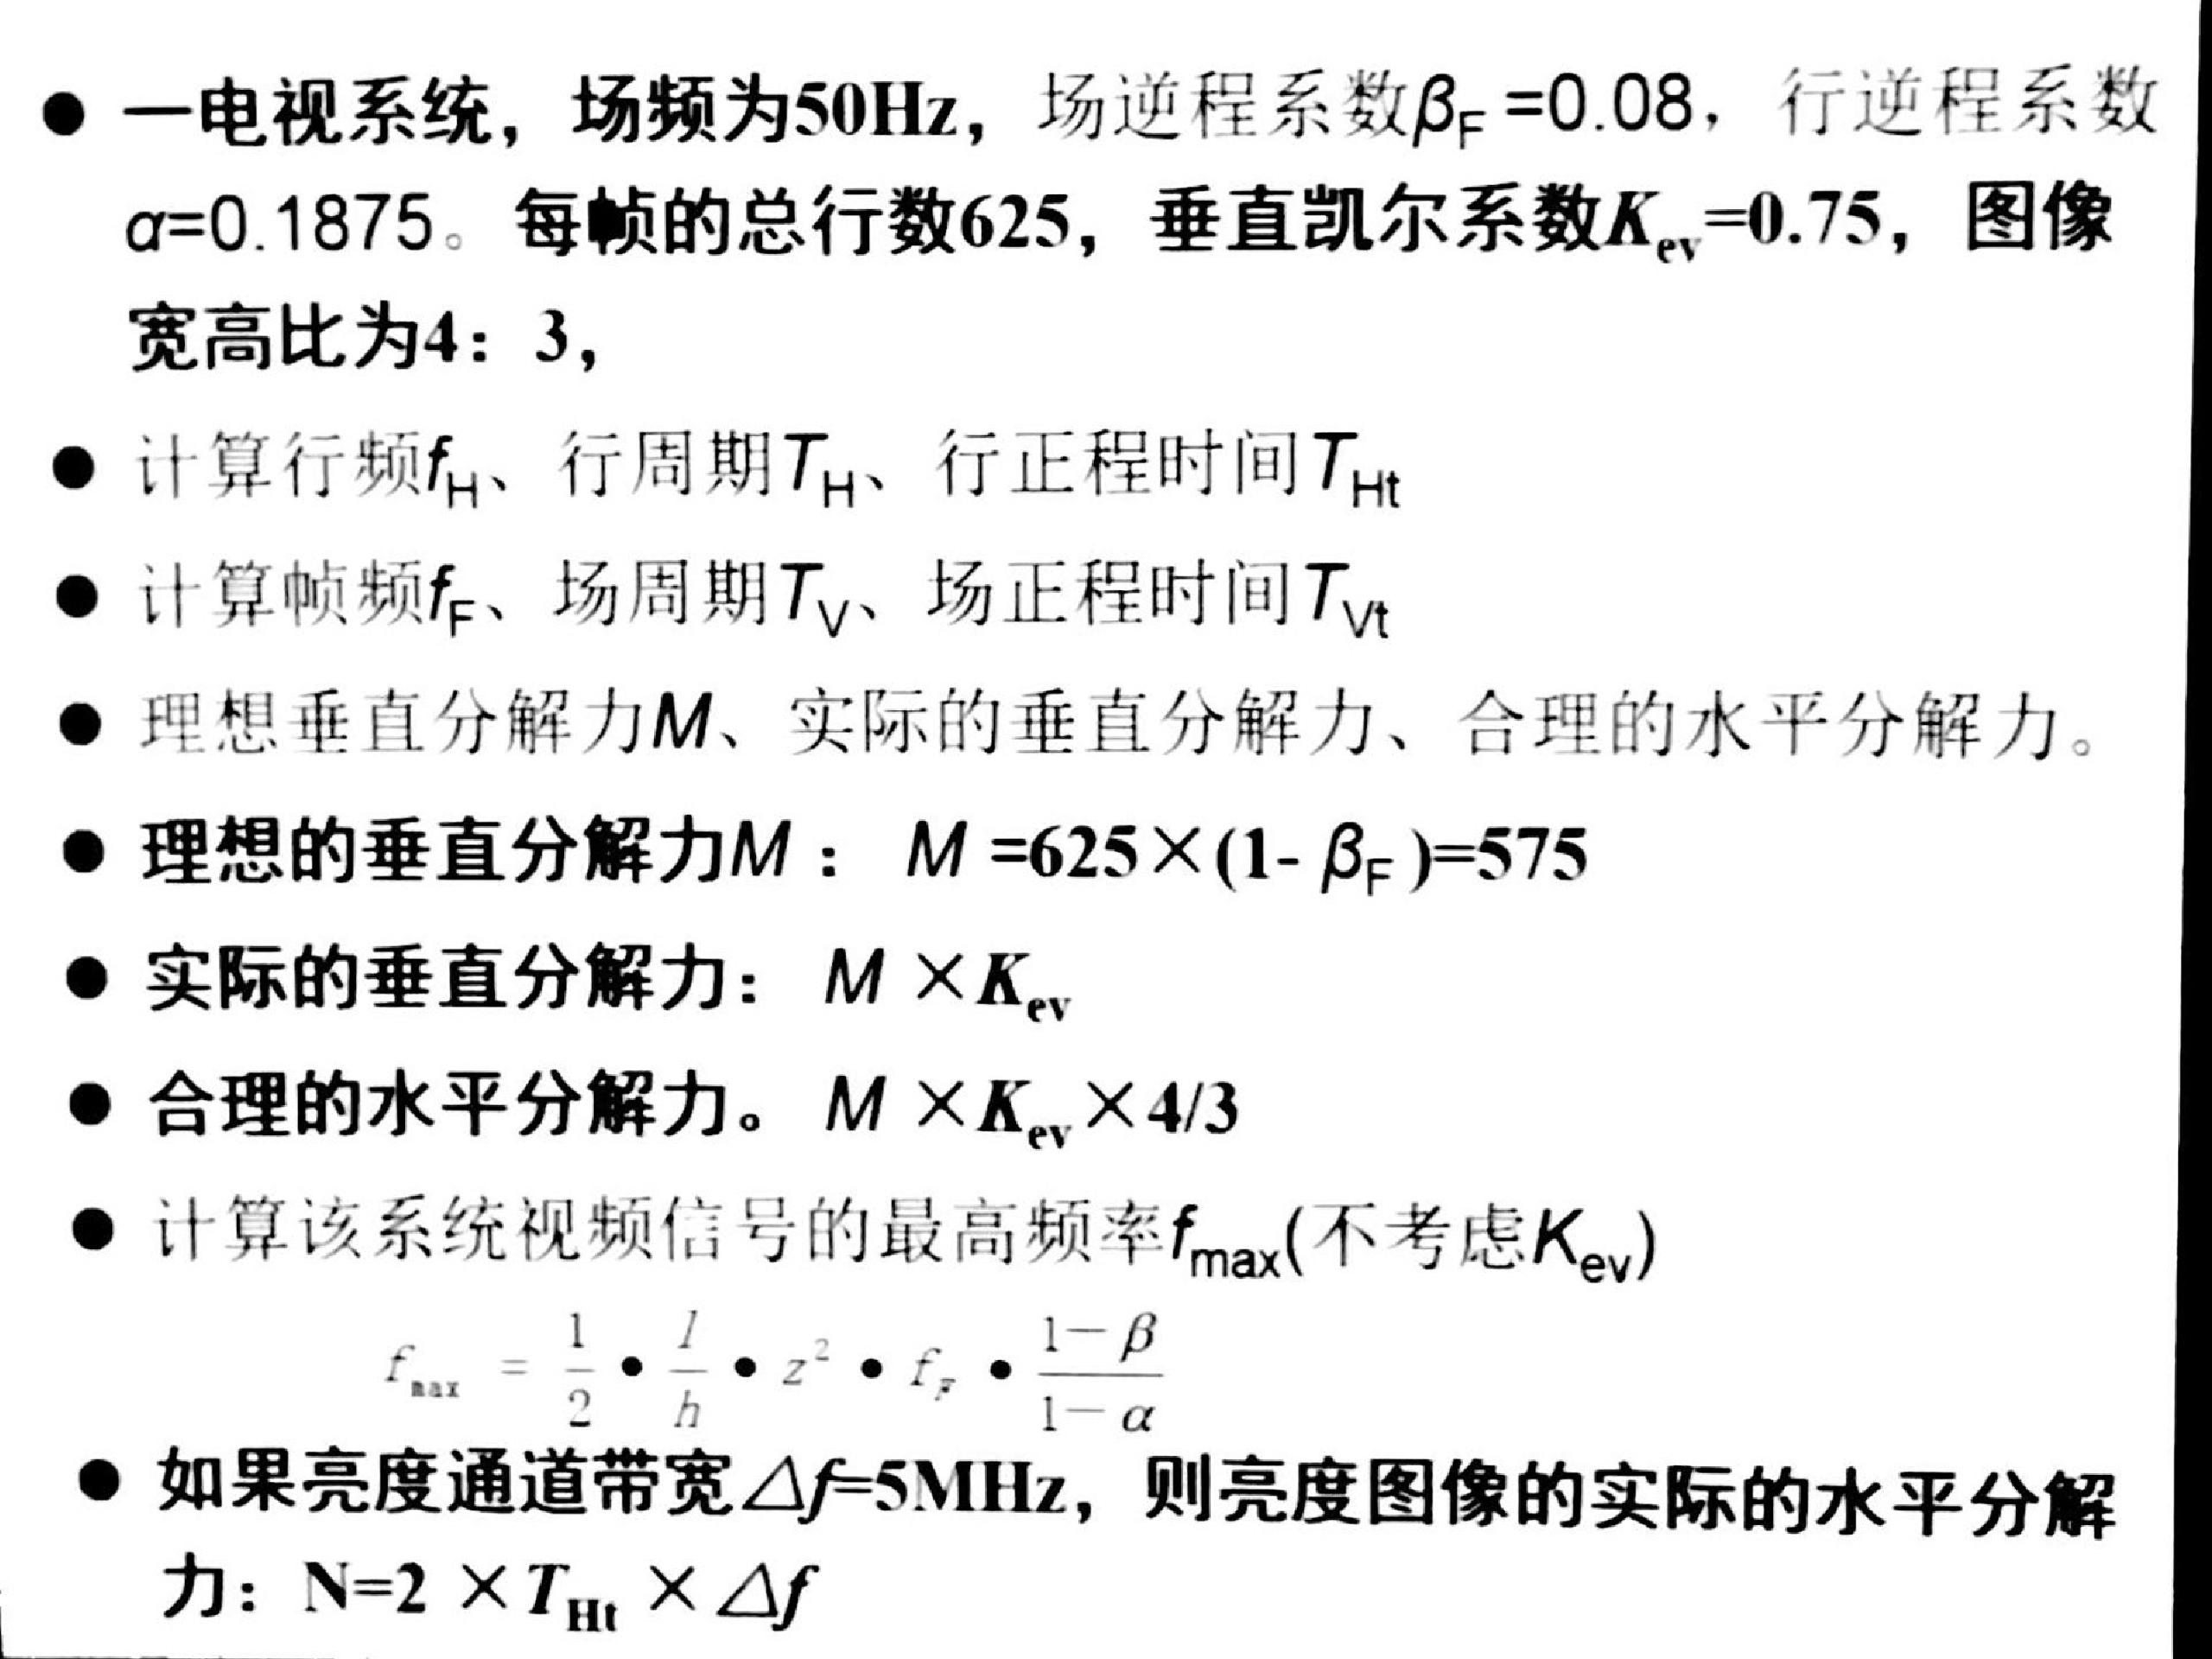 ● 一电视系统，场频为50Hz，场逆程系数βF =0.08，行逆程系数
α=0.1875。每帧的总行数625，垂直凯尔系数Kev=0.75，图像
宽高比为4：3，
● 计算行频fH、行周期TH、行正程时间THt
● 计算帧频fF、场周期TV、场正程时间TVt
● 理想垂直分解力M、实际的垂直分解力、合理的水平分解力。
● 理想的垂直分解力M： M =625×(1- βF )=575
● 实际的垂直分解力： M ×Kev
● 合理的水平分解力。 M ×Kev×4/3
● 计算该系统视频信号的最高频率fmax(不考虑Kev)
fmax = 1/2 • l/h • z² • fF • (1−β)/(1−α)
● 如果亮度通道带宽△f=5MHz，则亮度图像的实际的水平分解
力：N=2 ×THt ×△f